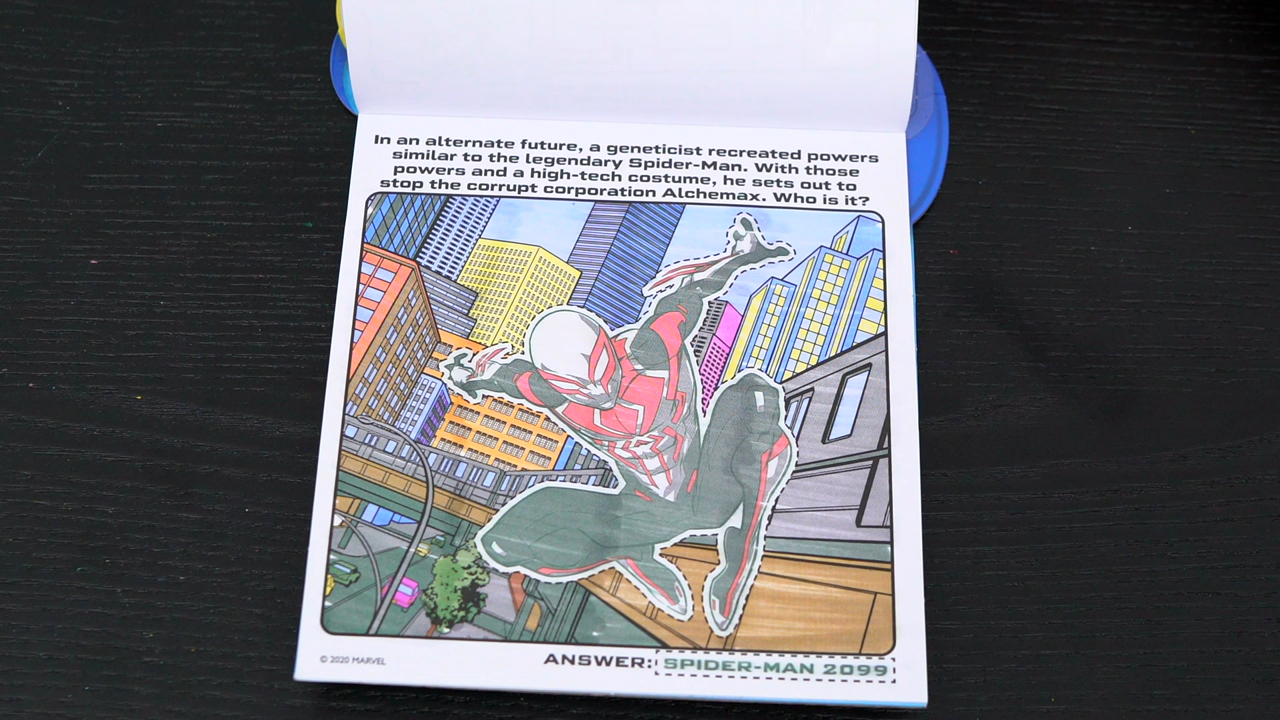 In an alternate future, a geneticist recreated powers
similar to the legendary Spider-Man. With those
powers and a high-tech costume, he sets out to
stop the corrupt corporation Alchemax. Who is it?
© 2020 MARVEL
ANSWER: SPIDER-MAN 2099